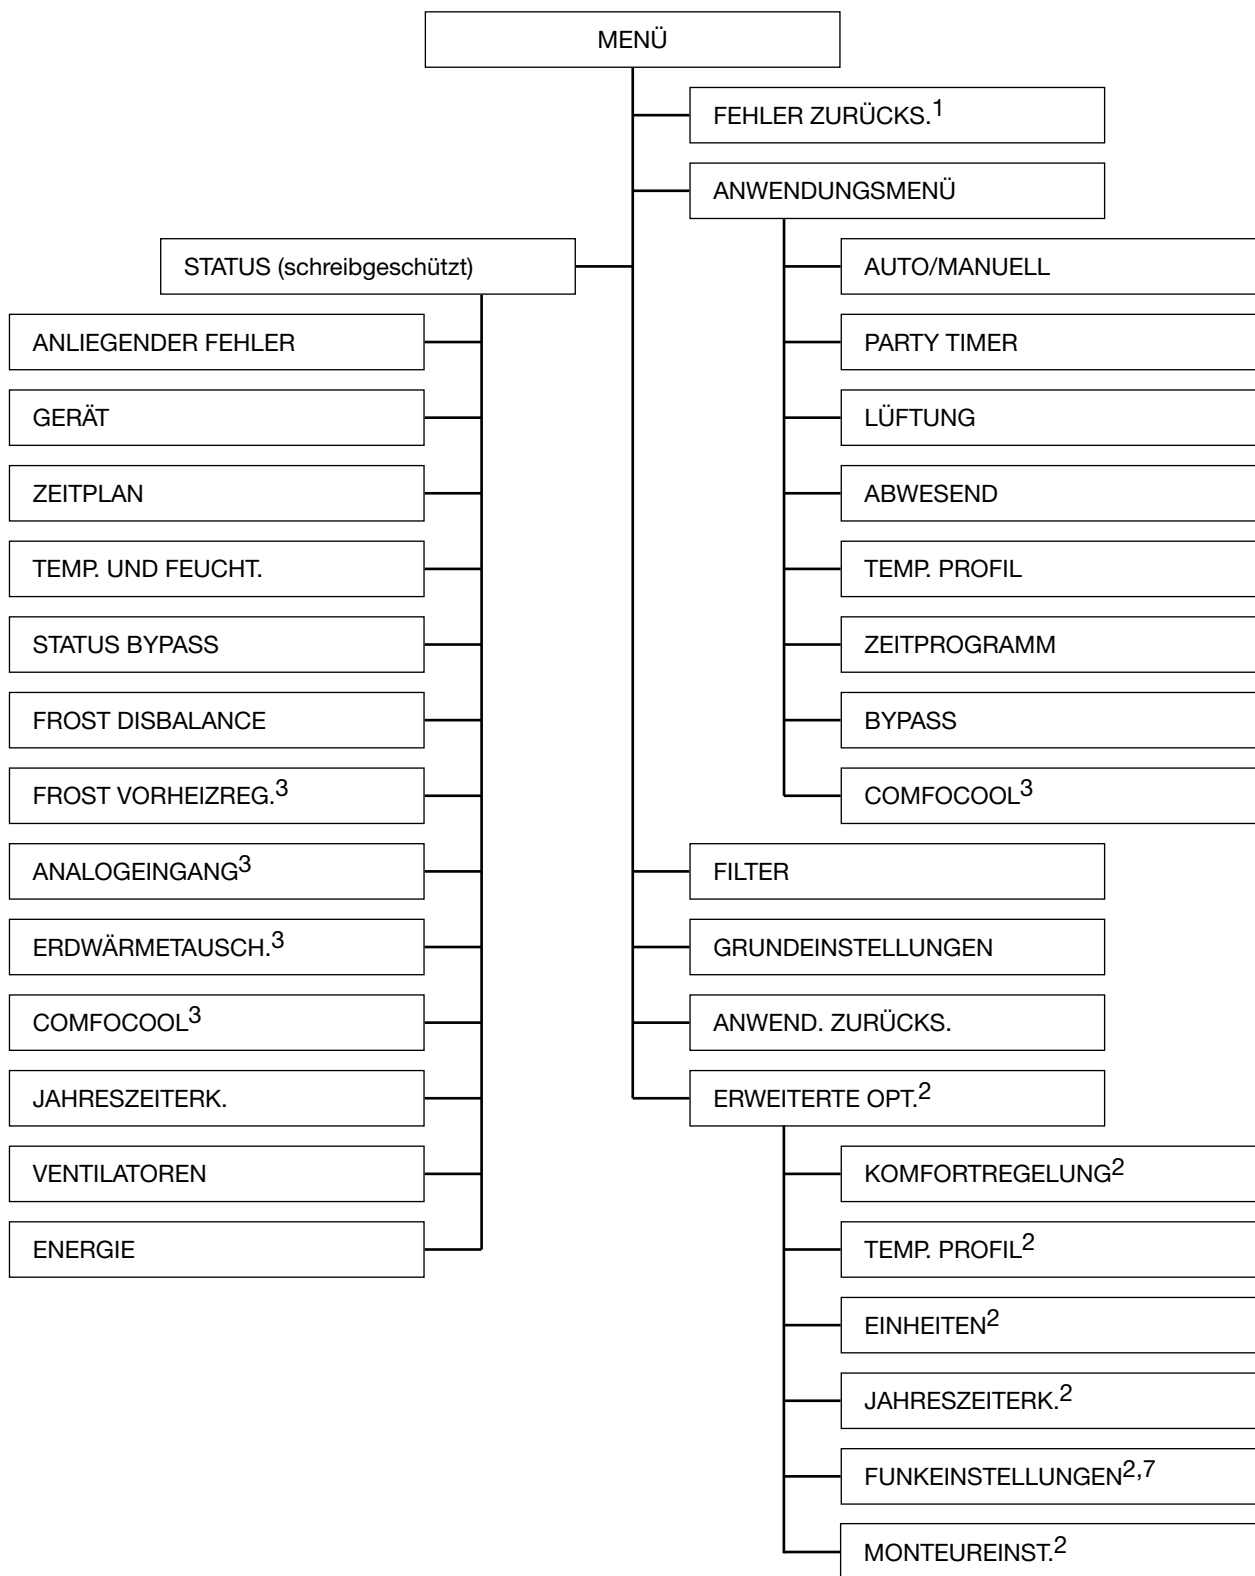 MENÜ
FEHLER ZURÜCKS.1
ANWENDUNGSMENÜ
AUTO/MANUELL
PARTY TIMER
LÜFTUNG
ABWESEND
TEMP. PROFIL
ZEITPROGRAMM
BYPASS
COMFOCOOL3
STATUS (schreibgeschützt)
ANLIEGENDER FEHLER
GERÄT
ZEITPLAN
TEMP. UND FEUCHT.
STATUS BYPASS
FROST DISBALANCE
FROST VORHEIZREG.3
ANALOGEINGANG3
ERDWÄRMETAUSCH.3
COMFOCOOL3
JAHRESZEITERK.
VENTILATOREN
ENERGIE
FILTER
GRUNDEINSTELLUNGEN
ANWEND. ZURÜCKS.
ERWEITERTE OPT.2
KOMFORTREGELUNG2
TEMP. PROFIL2
EINHEITEN2
JAHRESZEITERK.2
FUNKEINSTELLUNGEN2,7
MONTEUREINST.2